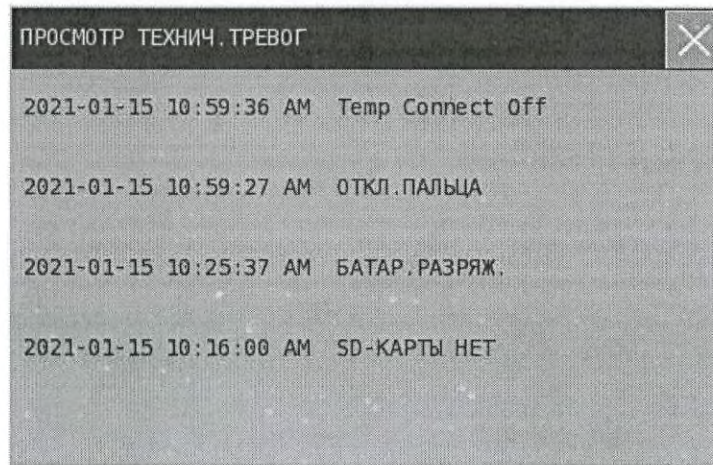 ПРОСМОТР ТЕХНИЧ.ТРЕВОГ
2021-01-15 10:59:36 AM Temp Connect Off
2021-01-15 10:59:27 AM ОТКЛ.ПАЛЬЦА
2021-01-15 10:25:37 AM БАТАР.РАЗРЯЖ.
2021-01-15 10:16:00 AM SD-КАРТЫ НЕТ